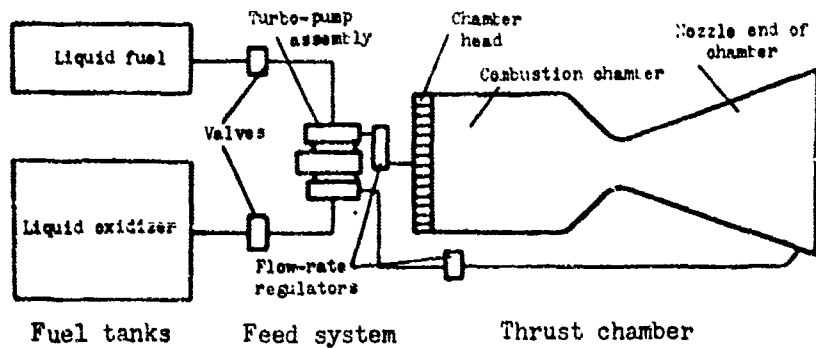 Turbo-pump
assembly
Chamber
head
Nozzle end of
chamber
Liquid fuel
Combustion chamber
Valves
Liquid oxidizer
Flow-rate
regulators
Fuel tanks
Feed system
Thrust chamber